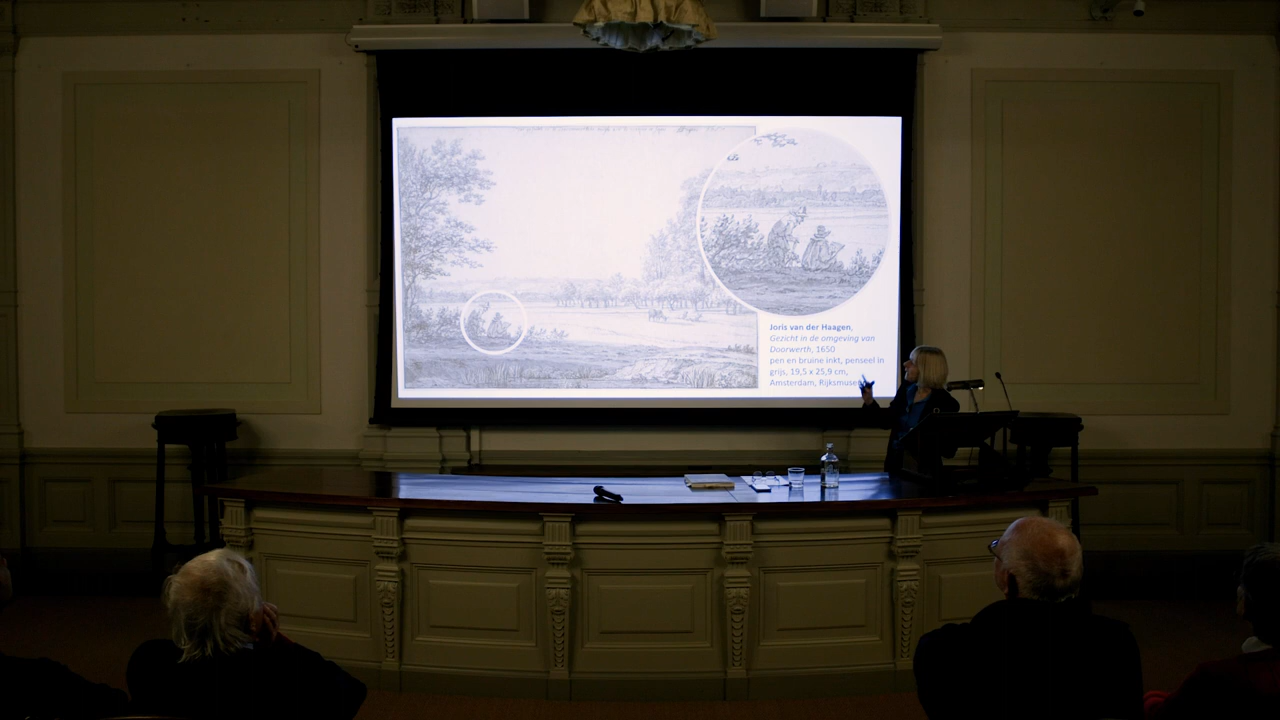 Joris van der Haagen,
Gezicht in de omgeving van
Doorwerth, 1650
pen en bruine inkt, penseel in
grijs, 19,5 x 25,9 cm,
Amsterdam, Rijksmuseum